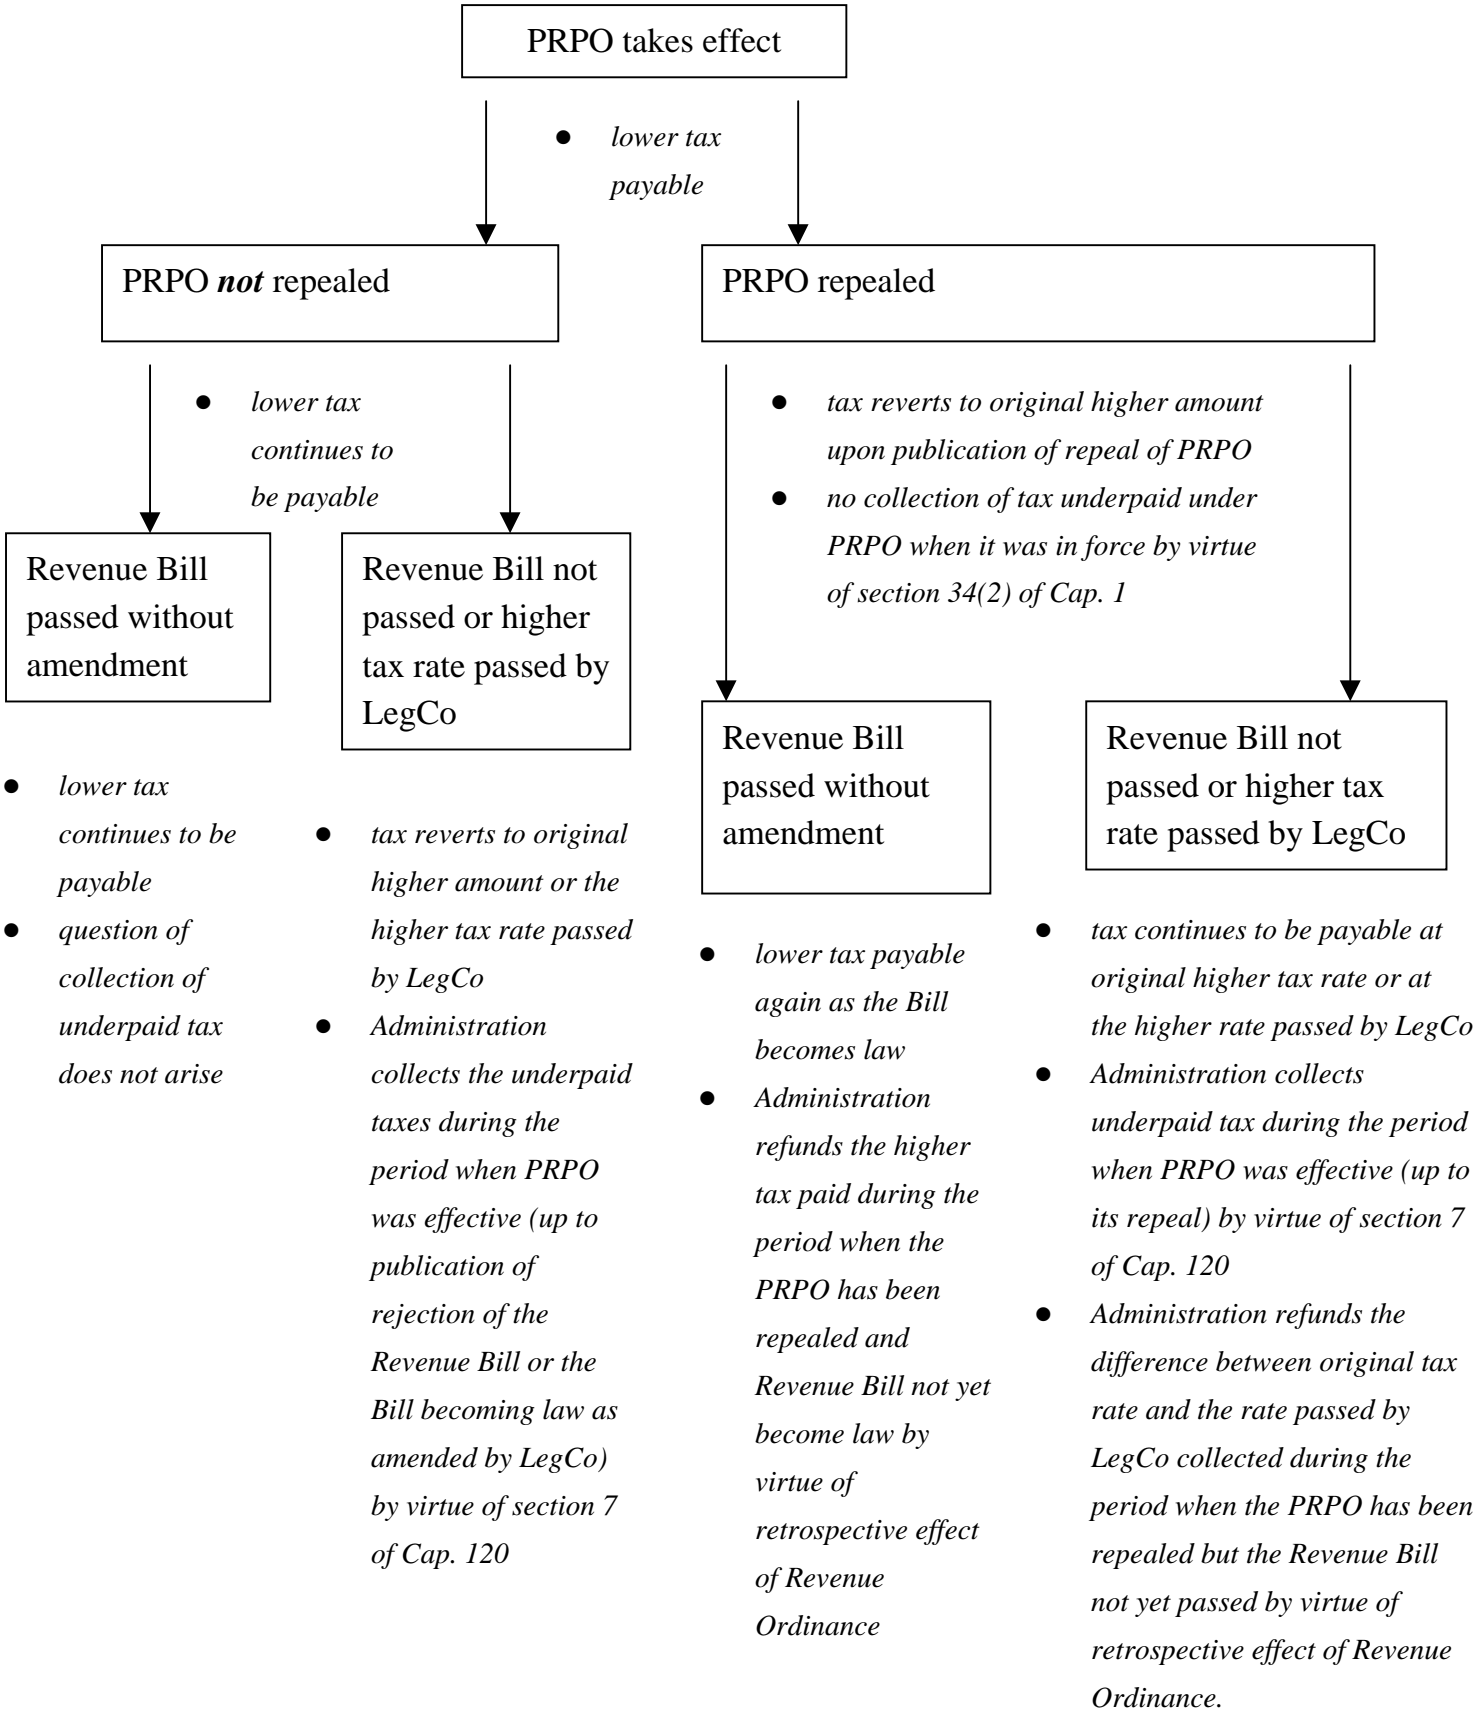 PRPO takes effect
● lower tax
payable
PRPO not repealed
PRPO repealed
● lower tax
continues to
be payable
● tax reverts to original higher amount
upon publication of repeal of PRPO
● no collection of tax underpaid under
PRPO when it was in force by virtue
of section 34(2) of Cap. 1
Revenue Bill
passed without
amendment
Revenue Bill not
passed or higher
tax rate passed by
LegCo
Revenue Bill
passed without
amendment
Revenue Bill not
passed or higher tax
rate passed by LegCo
● lower tax
continues to be
payable
● question of
collection of
underpaid tax
does not arise
● tax reverts to original
higher amount or the
higher tax rate passed
by LegCo
● Administration
collects the underpaid
taxes during the
period when PRPO
was effective (up to
publication of
rejection of the
Revenue Bill or the
Bill becoming law as
amended by LegCo)
by virtue of section 7
of Cap. 120
● lower tax payable
again as the Bill
becomes law
● Administration
refunds the higher
tax paid during the
period when the
PRPO has been
repealed and
Revenue Bill not yet
become law by
virtue of
retrospective effect
of Revenue
Ordinance
● tax continues to be payable at
original higher tax rate or at
the higher rate passed by LegCo
● Administration collects
underpaid tax during the period
when PRPO was effective (up to
its repeal) by virtue of section 7
of Cap. 120
● Administration refunds the
difference between original tax
rate and the rate passed by
LegCo collected during the
period when the PRPO has been
repealed but the Revenue Bill
not yet passed by virtue of
retrospective effect of Revenue
Ordinance.